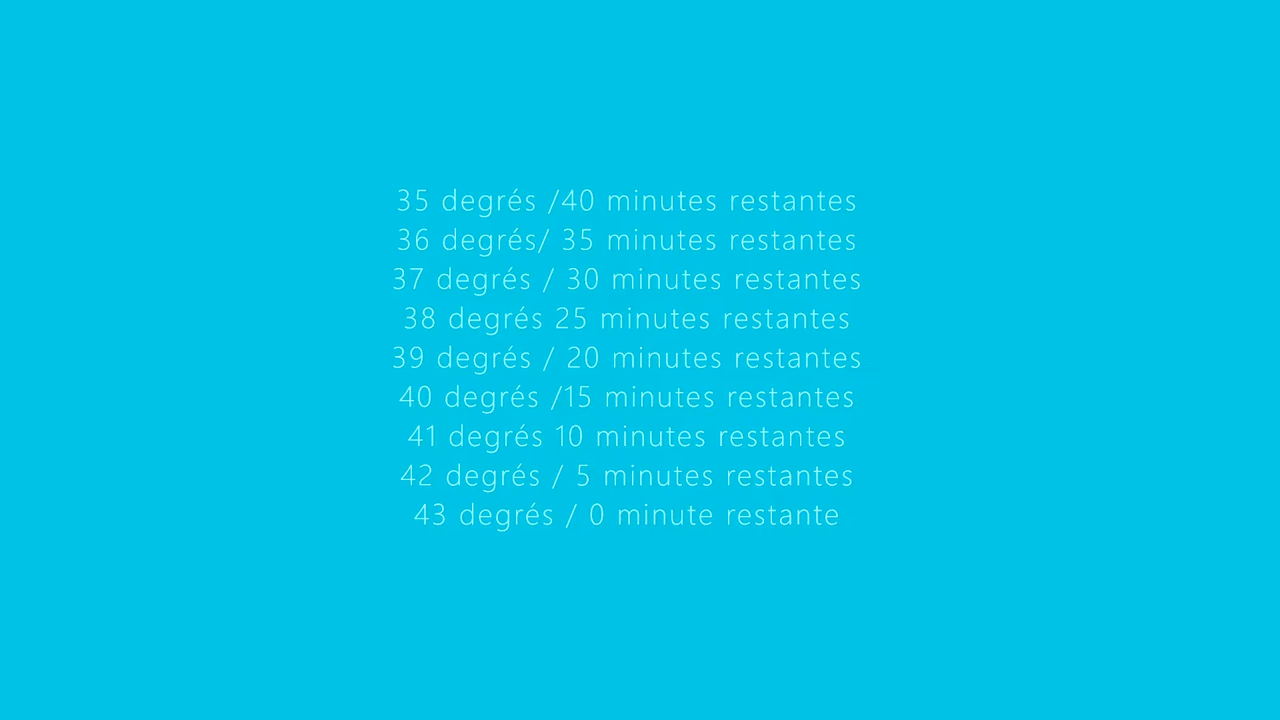 35 degrés /40 minutes restantes
36 degrés/ 35 minutes restantes
37 degrés / 30 minutes restantes
38 degrés 25 minutes restantes
39 degrés / 20 minutes restantes
40 degrés /15 minutes restantes
41 degrés 10 minutes restantes
42 degrés / 5 minutes restantes
43 degrés / 0 minute restante